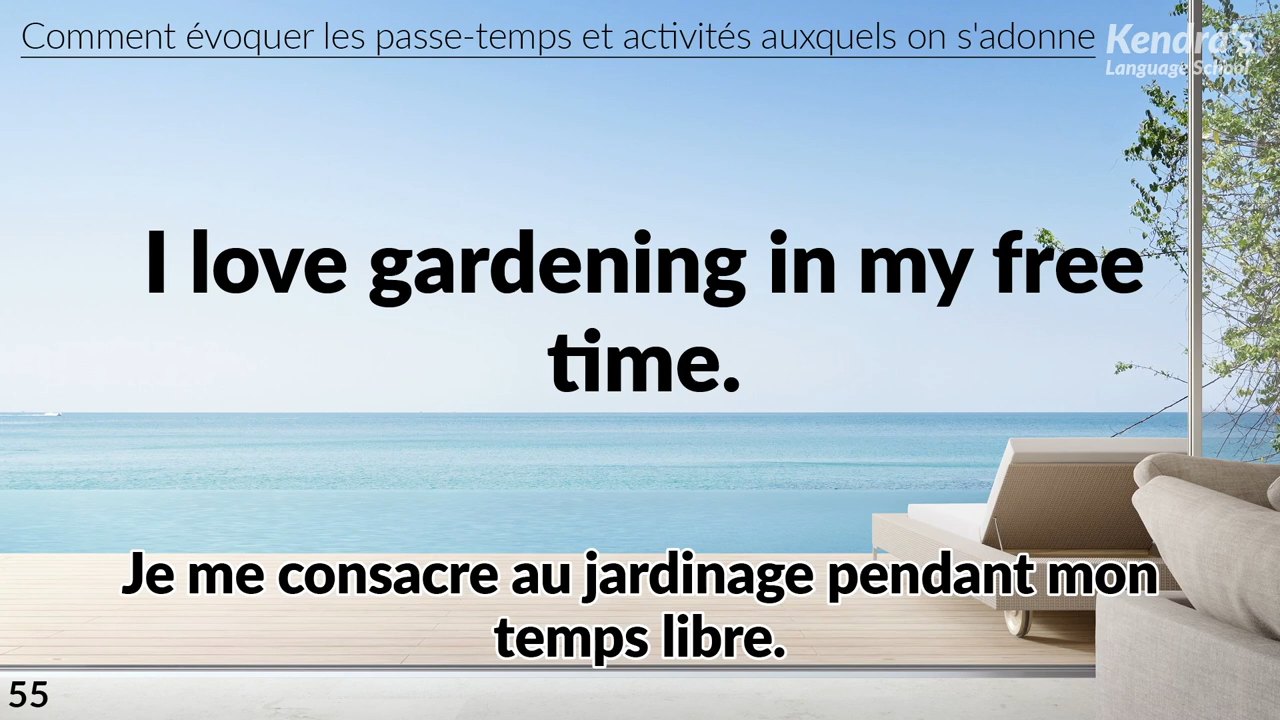 Comment évoquer les passe-temps et activités auxquels on s'adonne
Kendra's
Language School
I love gardening in my free
time.
Je me consacre au jardinage pendant mon
temps libre.
55